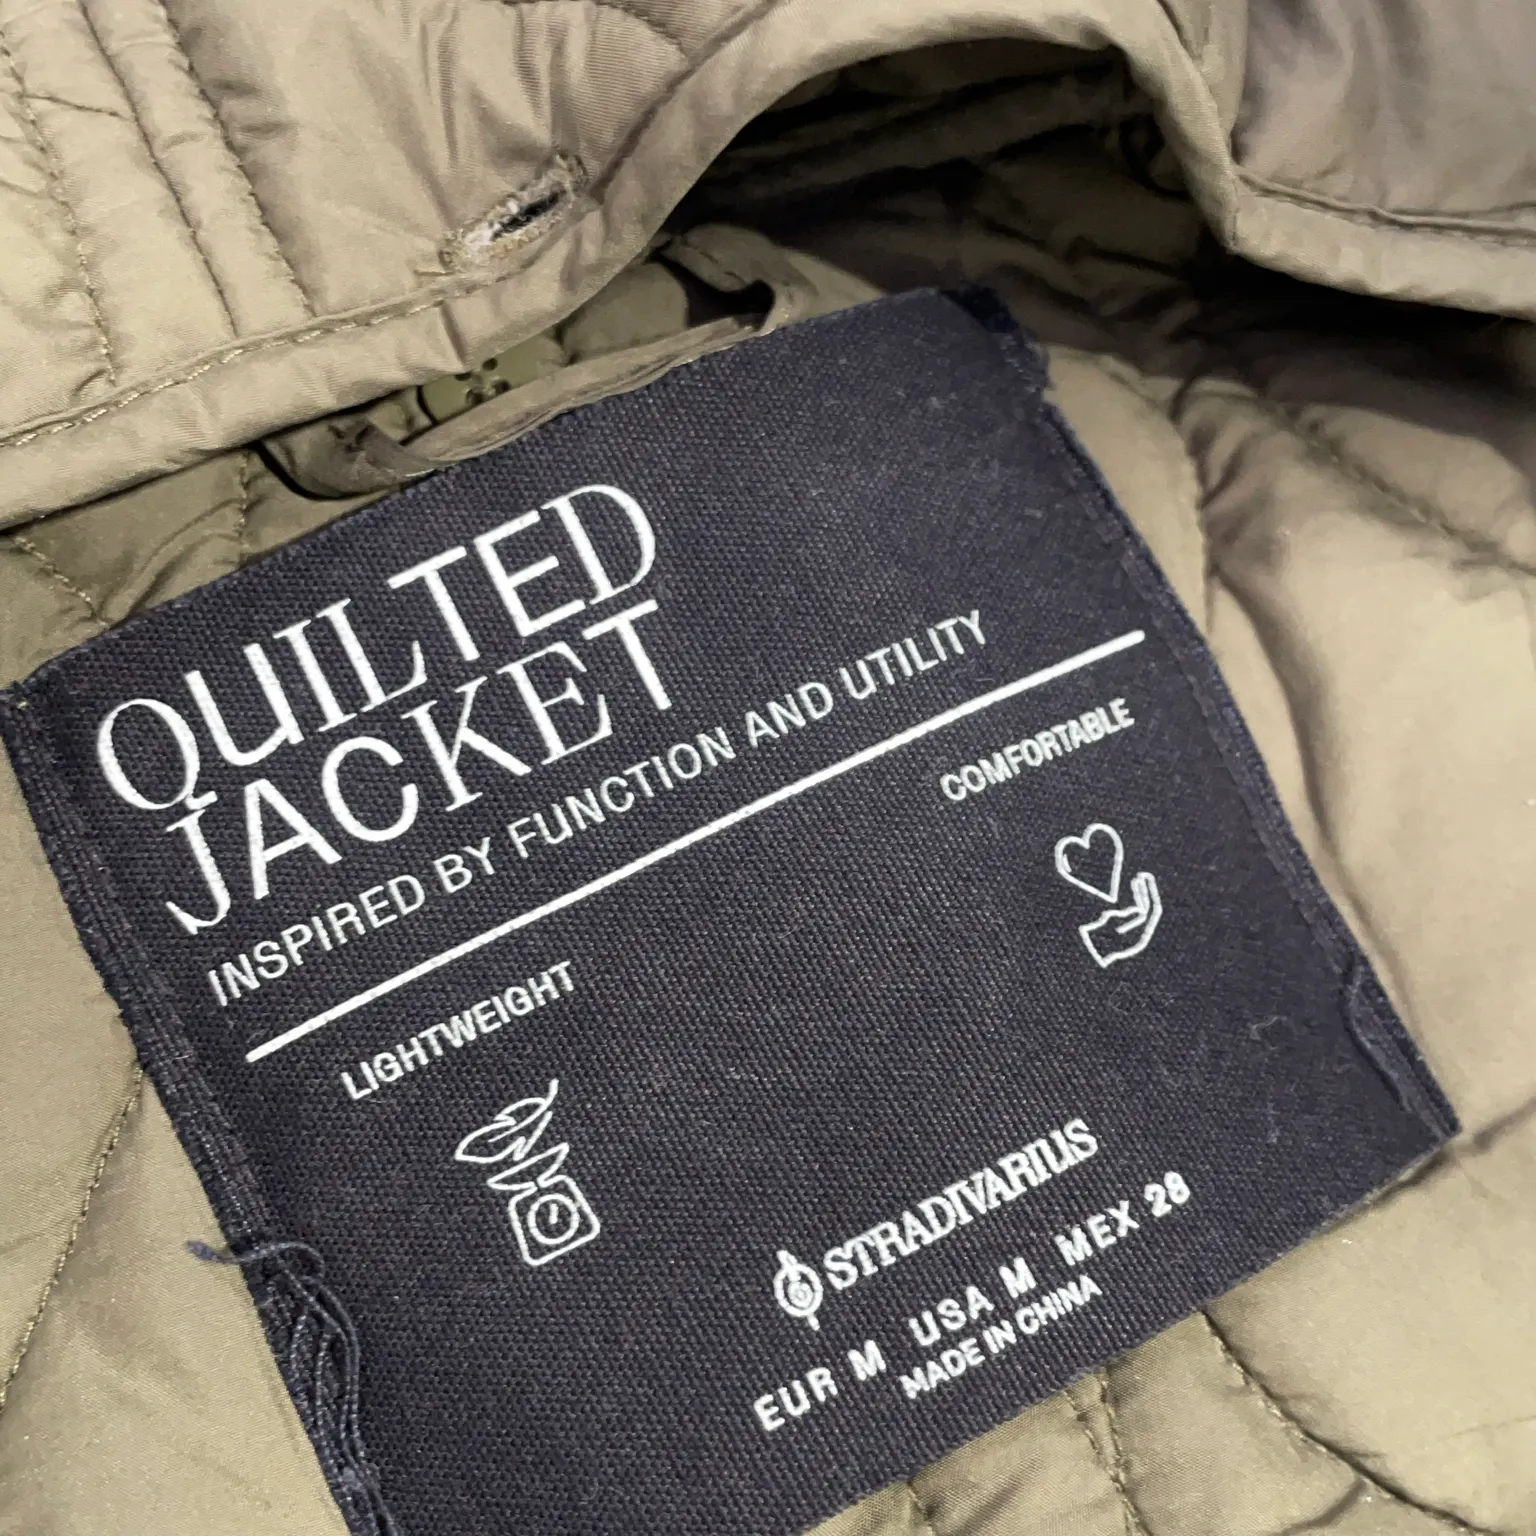 QUILTED
JACKET
INSPIRED BY FUNCTION AND UTILITY
LIGHTWEIGHT
COMFORTABLE
STRADIVARIUS
EUR M USA M MEX 28
MADE IN CHINA